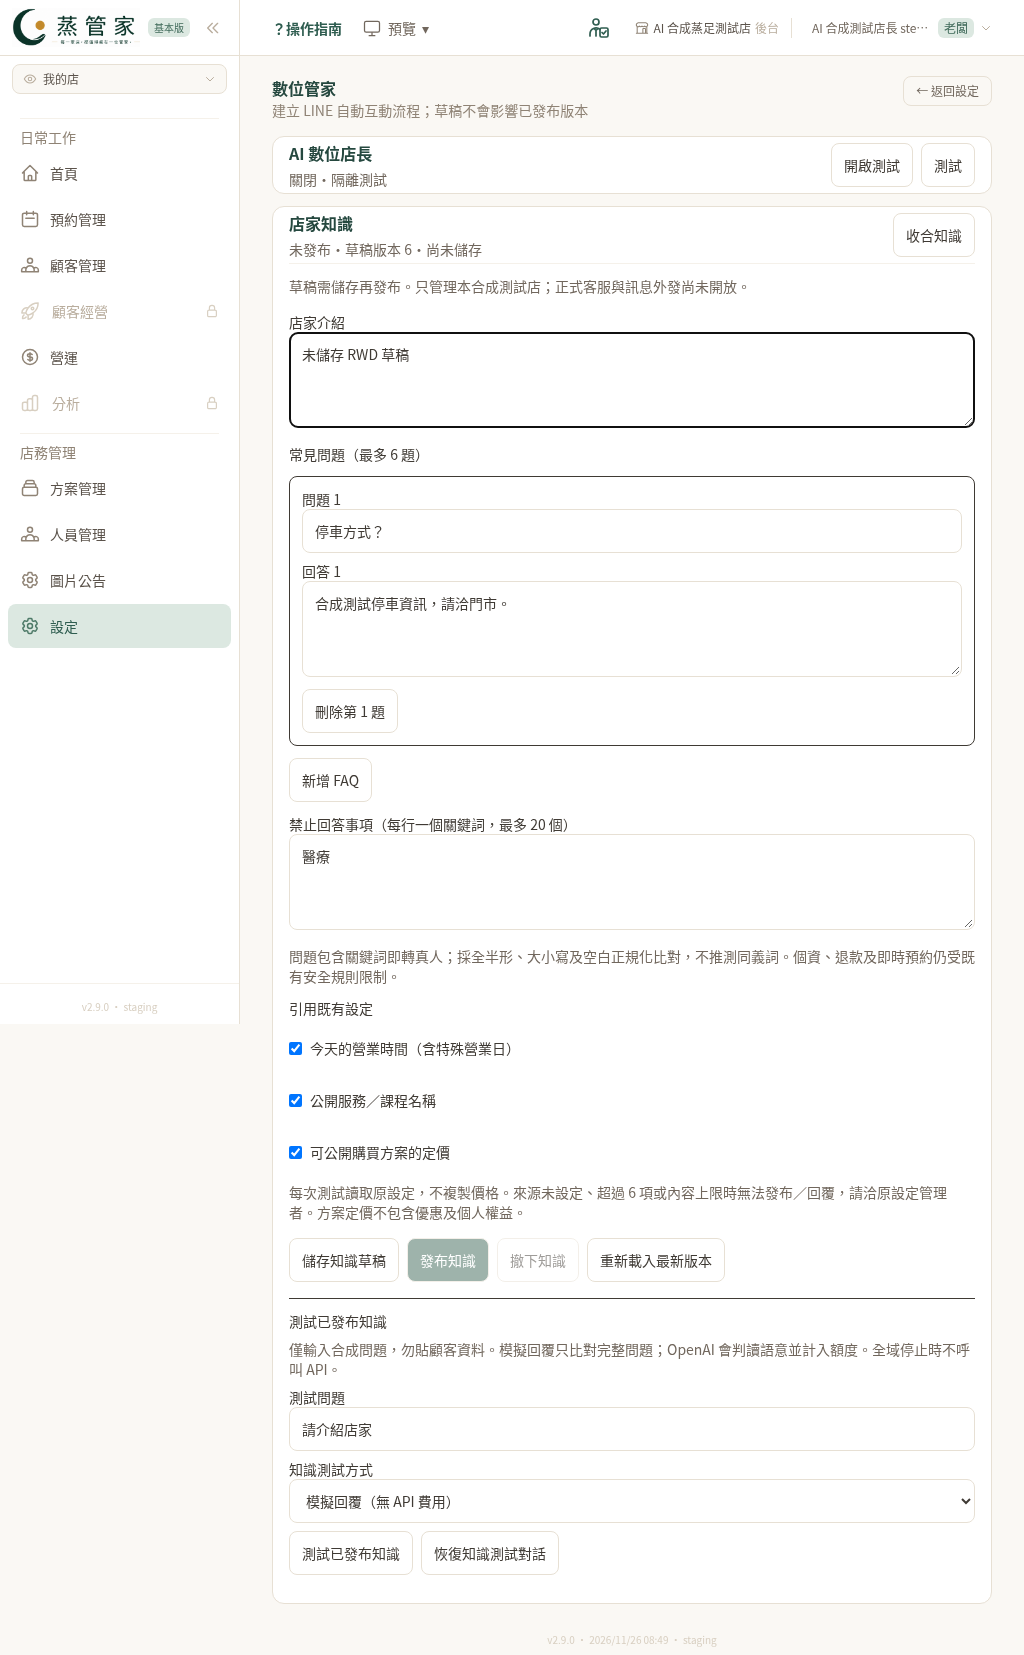 蒸管家
基本版
我的店
日常工作
首頁
預約管理
顧客管理
顧客經營
營運
分析
店務管理
方案管理
人員管理
圖片公告
設定
v2.9.0 · staging
?操作指南
預覽 ▾
AI 合成蒸足測試店 後台
AI 合成測試店長 ste…
老闆
數位管家
建立 LINE 自動互動流程；草稿不會影響已發布版本
← 返回設定
AI 數位店長
關閉・隔離測試
開啟測試
測試
店家知識
未發布・草稿版本 6・尚未儲存
收合知識
草稿需儲存再發布。只管理本合成測試店；正式客服與訊息外發尚未開放。
店家介紹
未儲存 RWD 草稿
常見問題（最多 6 題）
問題 1
停車方式？
回答 1
合成測試停車資訊，請洽門市。
刪除第 1 題
新增 FAQ
禁止回答事項（每行一個關鍵詞，最多 20 個）
醫療
問題包含關鍵詞即轉真人；採全半形、大小寫及空白正規化比對，不推測同義詞。個資、退款及即時預約仍受既
有安全規則限制。
引用既有設定
今天的營業時間（含特殊營業日）
公開服務／課程名稱
可公開購買方案的定價
每次測試讀取原設定，不複製價格。來源未設定、超過 6 項或內容上限時無法發布／回覆，請洽原設定管理
者。方案定價不包含優惠及個人權益。
儲存知識草稿
發布知識
撤下知識
重新載入最新版本
測試已發布知識
僅輸入合成問題，勿貼顧客資料。模擬回覆只比對完整問題；OpenAI 會判讀語意並計入額度。全域停止時不呼
叫 API。
測試問題
請介紹店家
知識測試方式
模擬回覆（無 API 費用）
測試已發布知識
恢復知識測試對話
v2.9.0 · 2026/11/26 08:49 · staging